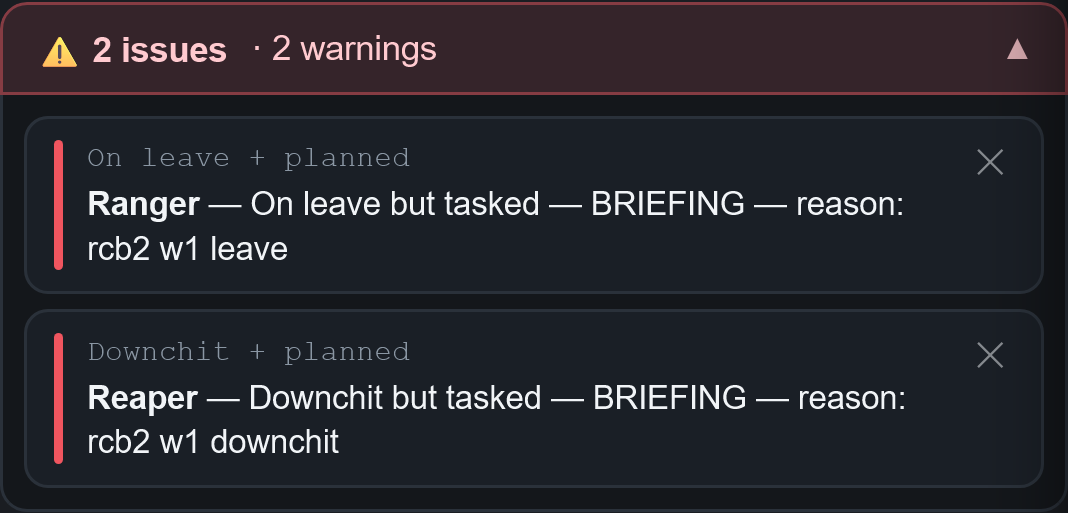 ⚠️ 2 issues · 2 warnings ▲
On leave + planned
Ranger — On leave but tasked — BRIEFING — reason:
rcb2 w1 leave
Downchit + planned
Reaper — Downchit but tasked — BRIEFING — reason:
rcb2 w1 downchit